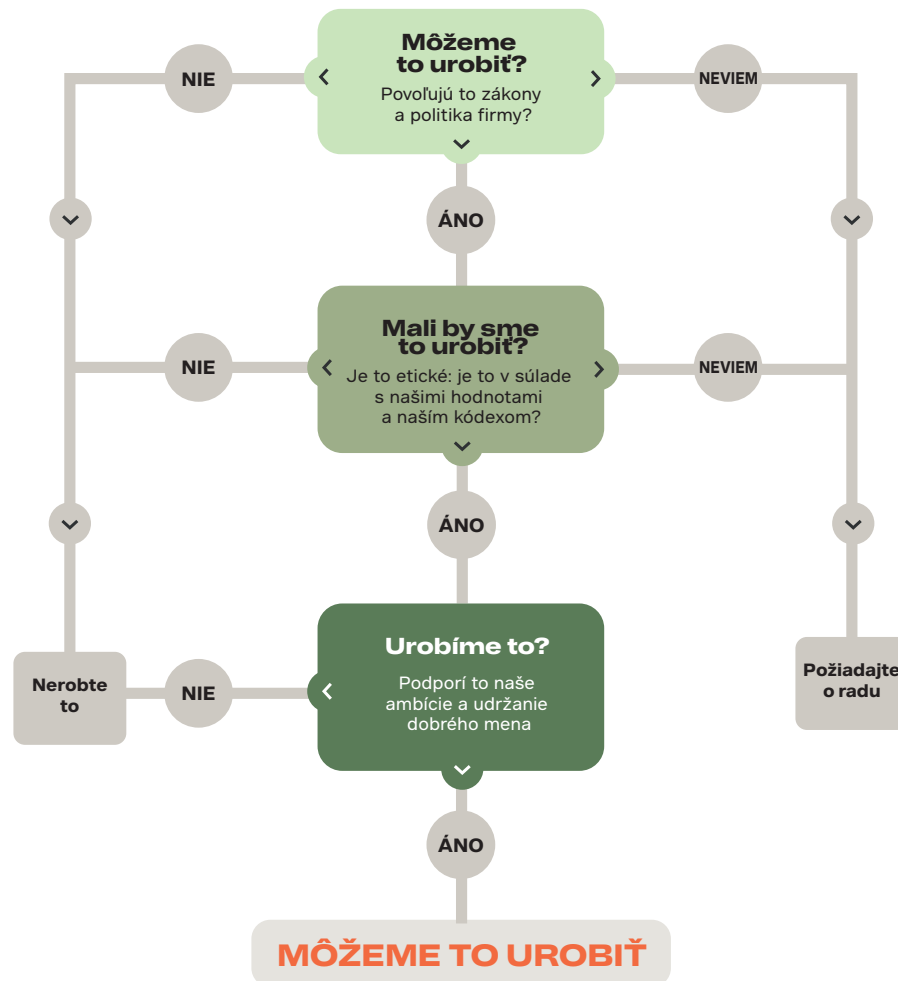 Môžeme
to urobiť?
Povoľujú to zákony
a politika firmy?
NIE
NEVIEM
ÁNO
Mali by sme
to urobiť?
Je to etické: je to v súlade
s našimi hodnotami
a naším kódexom?
NIE
NEVIEM
ÁNO
Urobíme to?
Podporí to naše
ambície a udržanie
dobrého mena
Nerobte
to
NIE
Požiadajte
o radu
ÁNO
MÔŽEME TO UROBIŤ